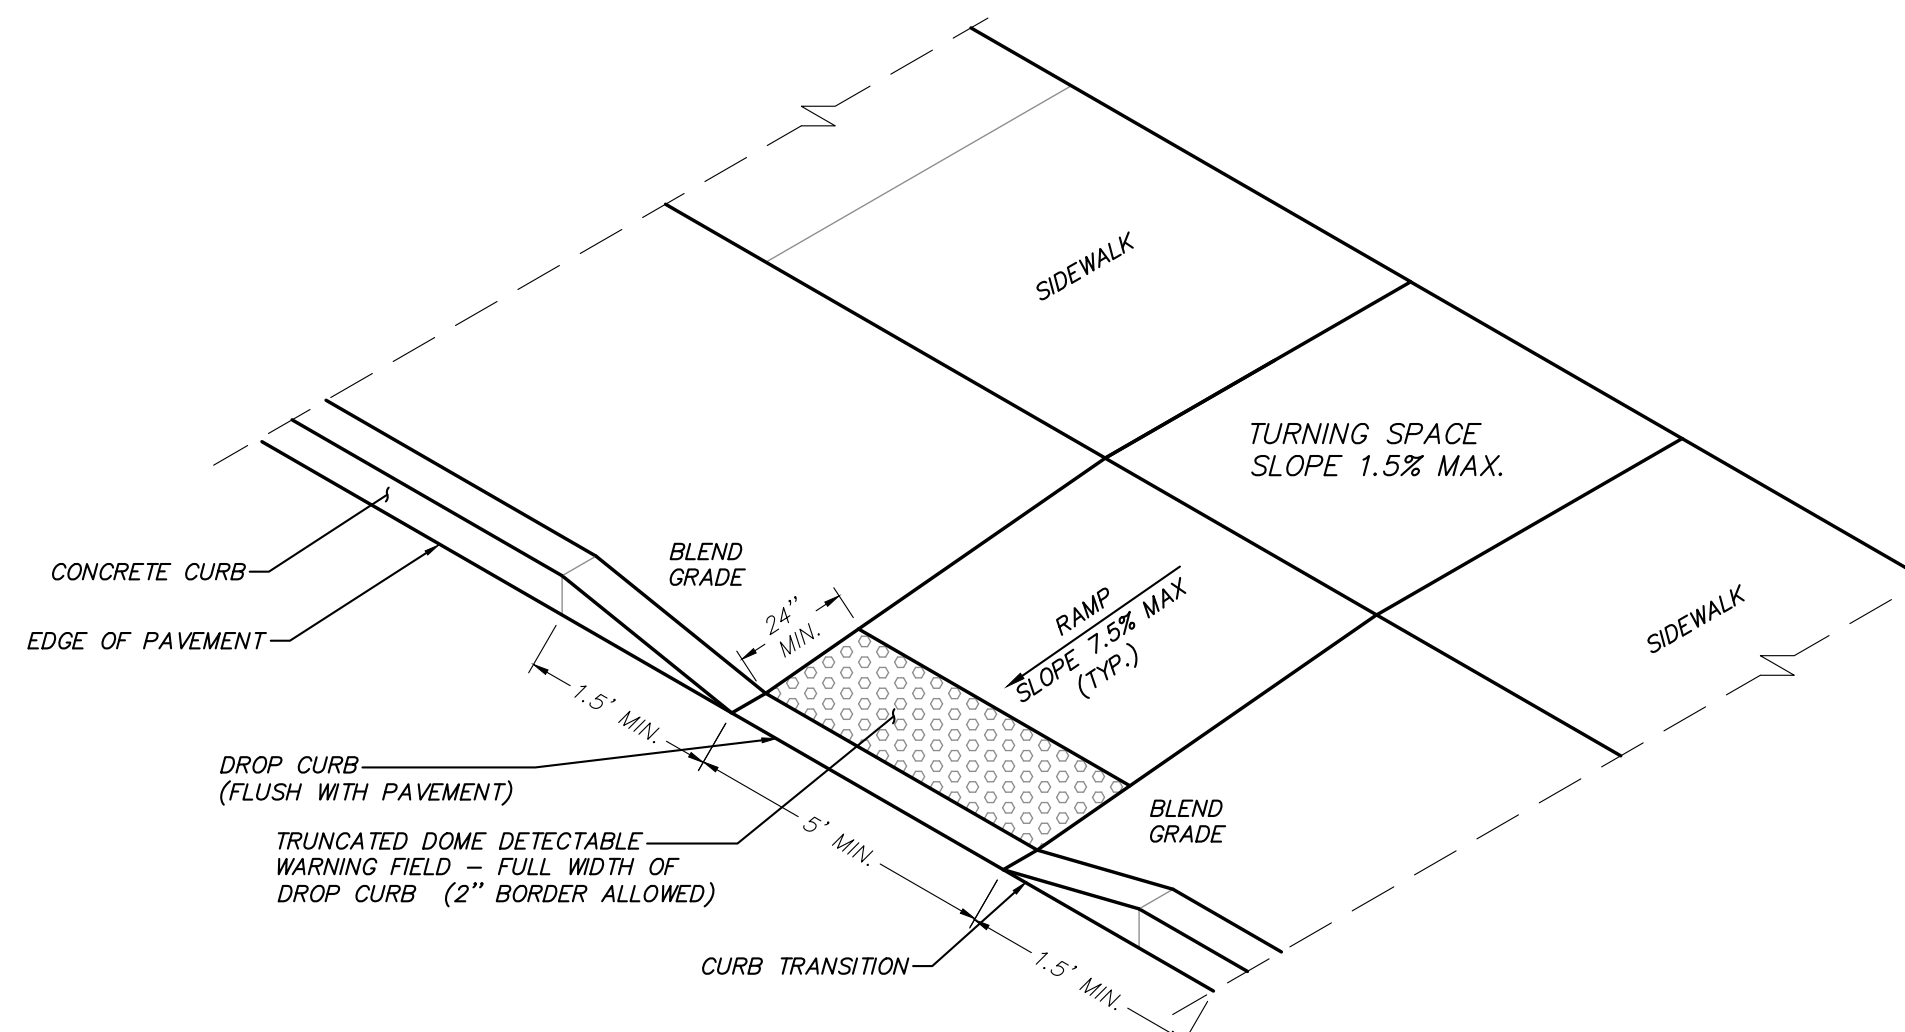 SIDEWALK
TURNING SPACE
SLOPE 1.5% MAX.
BLEND
GRADE
CONCRETE CURB
EDGE OF PAVEMENT
24"
MIN.
RAMP
SLOPE 7.5% MAX
(TYP.)
SIDEWALK
1.5' MIN.
DROP CURB
(FLUSH WITH PAVEMENT)
5' MIN.
BLEND
GRADE
TRUNCATED DOME DETECTABLE
WARNING FIELD – FULL WIDTH OF
DROP CURB (2" BORDER ALLOWED)
CURB TRANSITION
1.5' MIN.